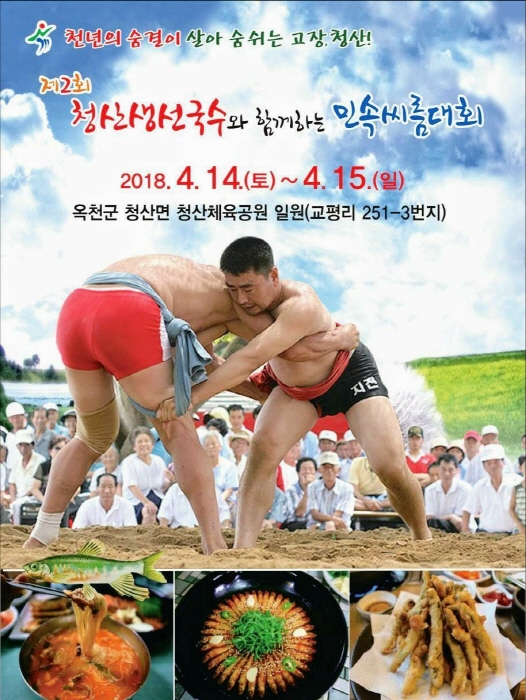 천년의 숨결이 살아 숨쉬는 고장, 청산!
제2회
청산생선국수와 함께하는 민속씨름대회
2018. 4. 14.(토) ~ 4. 15.(일)
옥천군 청산면 청산체육공원 일원(교평리 251-3번지)
지전